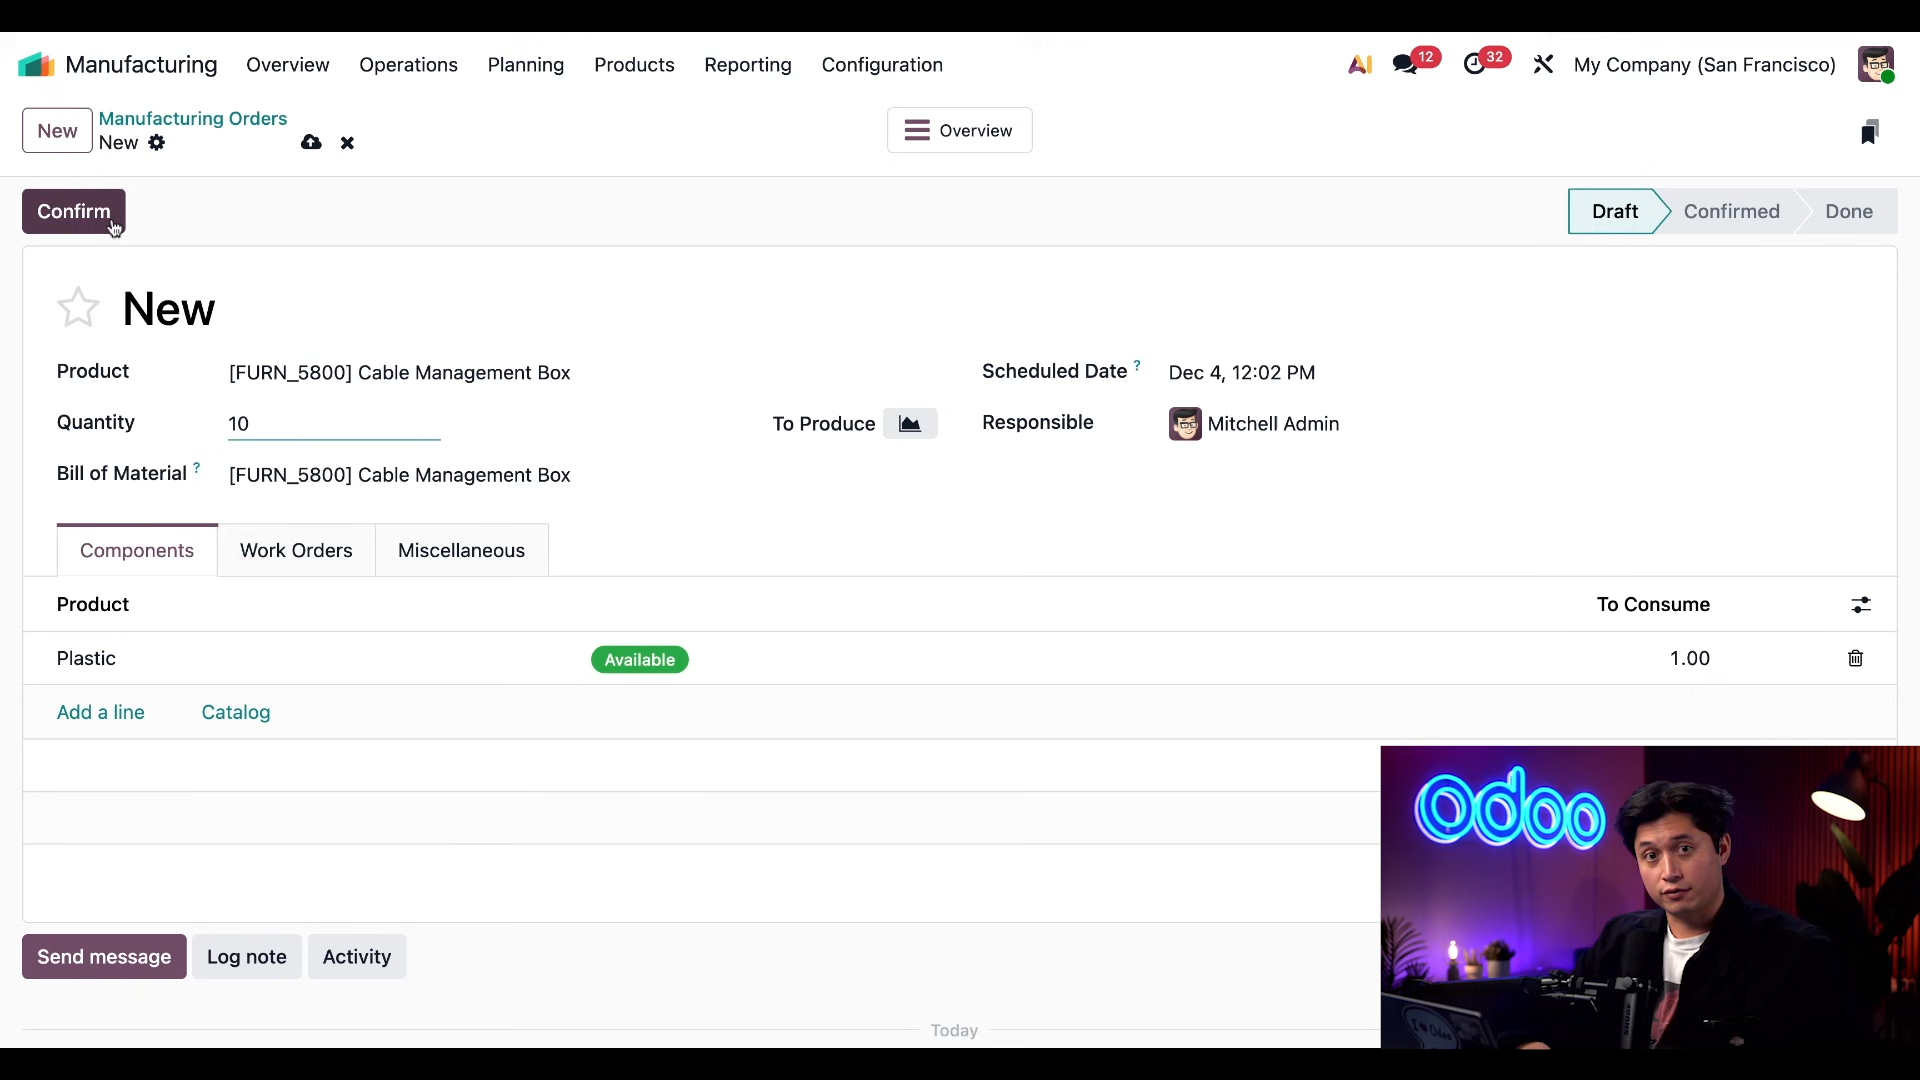 Manufacturing Overview Operations Planning Products Reporting Configuration AI 12 32 My Company (San Francisco)
New Manufacturing Orders
New
Overview
Confirm
Draft Confirmed Done
New
Product [FURN_5800] Cable Management Box
Scheduled Date ? Dec 4, 12:02 PM
Quantity 10 To Produce
Responsible Mitchell Admin
Bill of Material ? [FURN_5800] Cable Management Box
Components Work Orders Miscellaneous
Product To Consume
Plastic Available 1.00
Add a line Catalog
odoo
Send message Log note Activity
I Odoo
Today